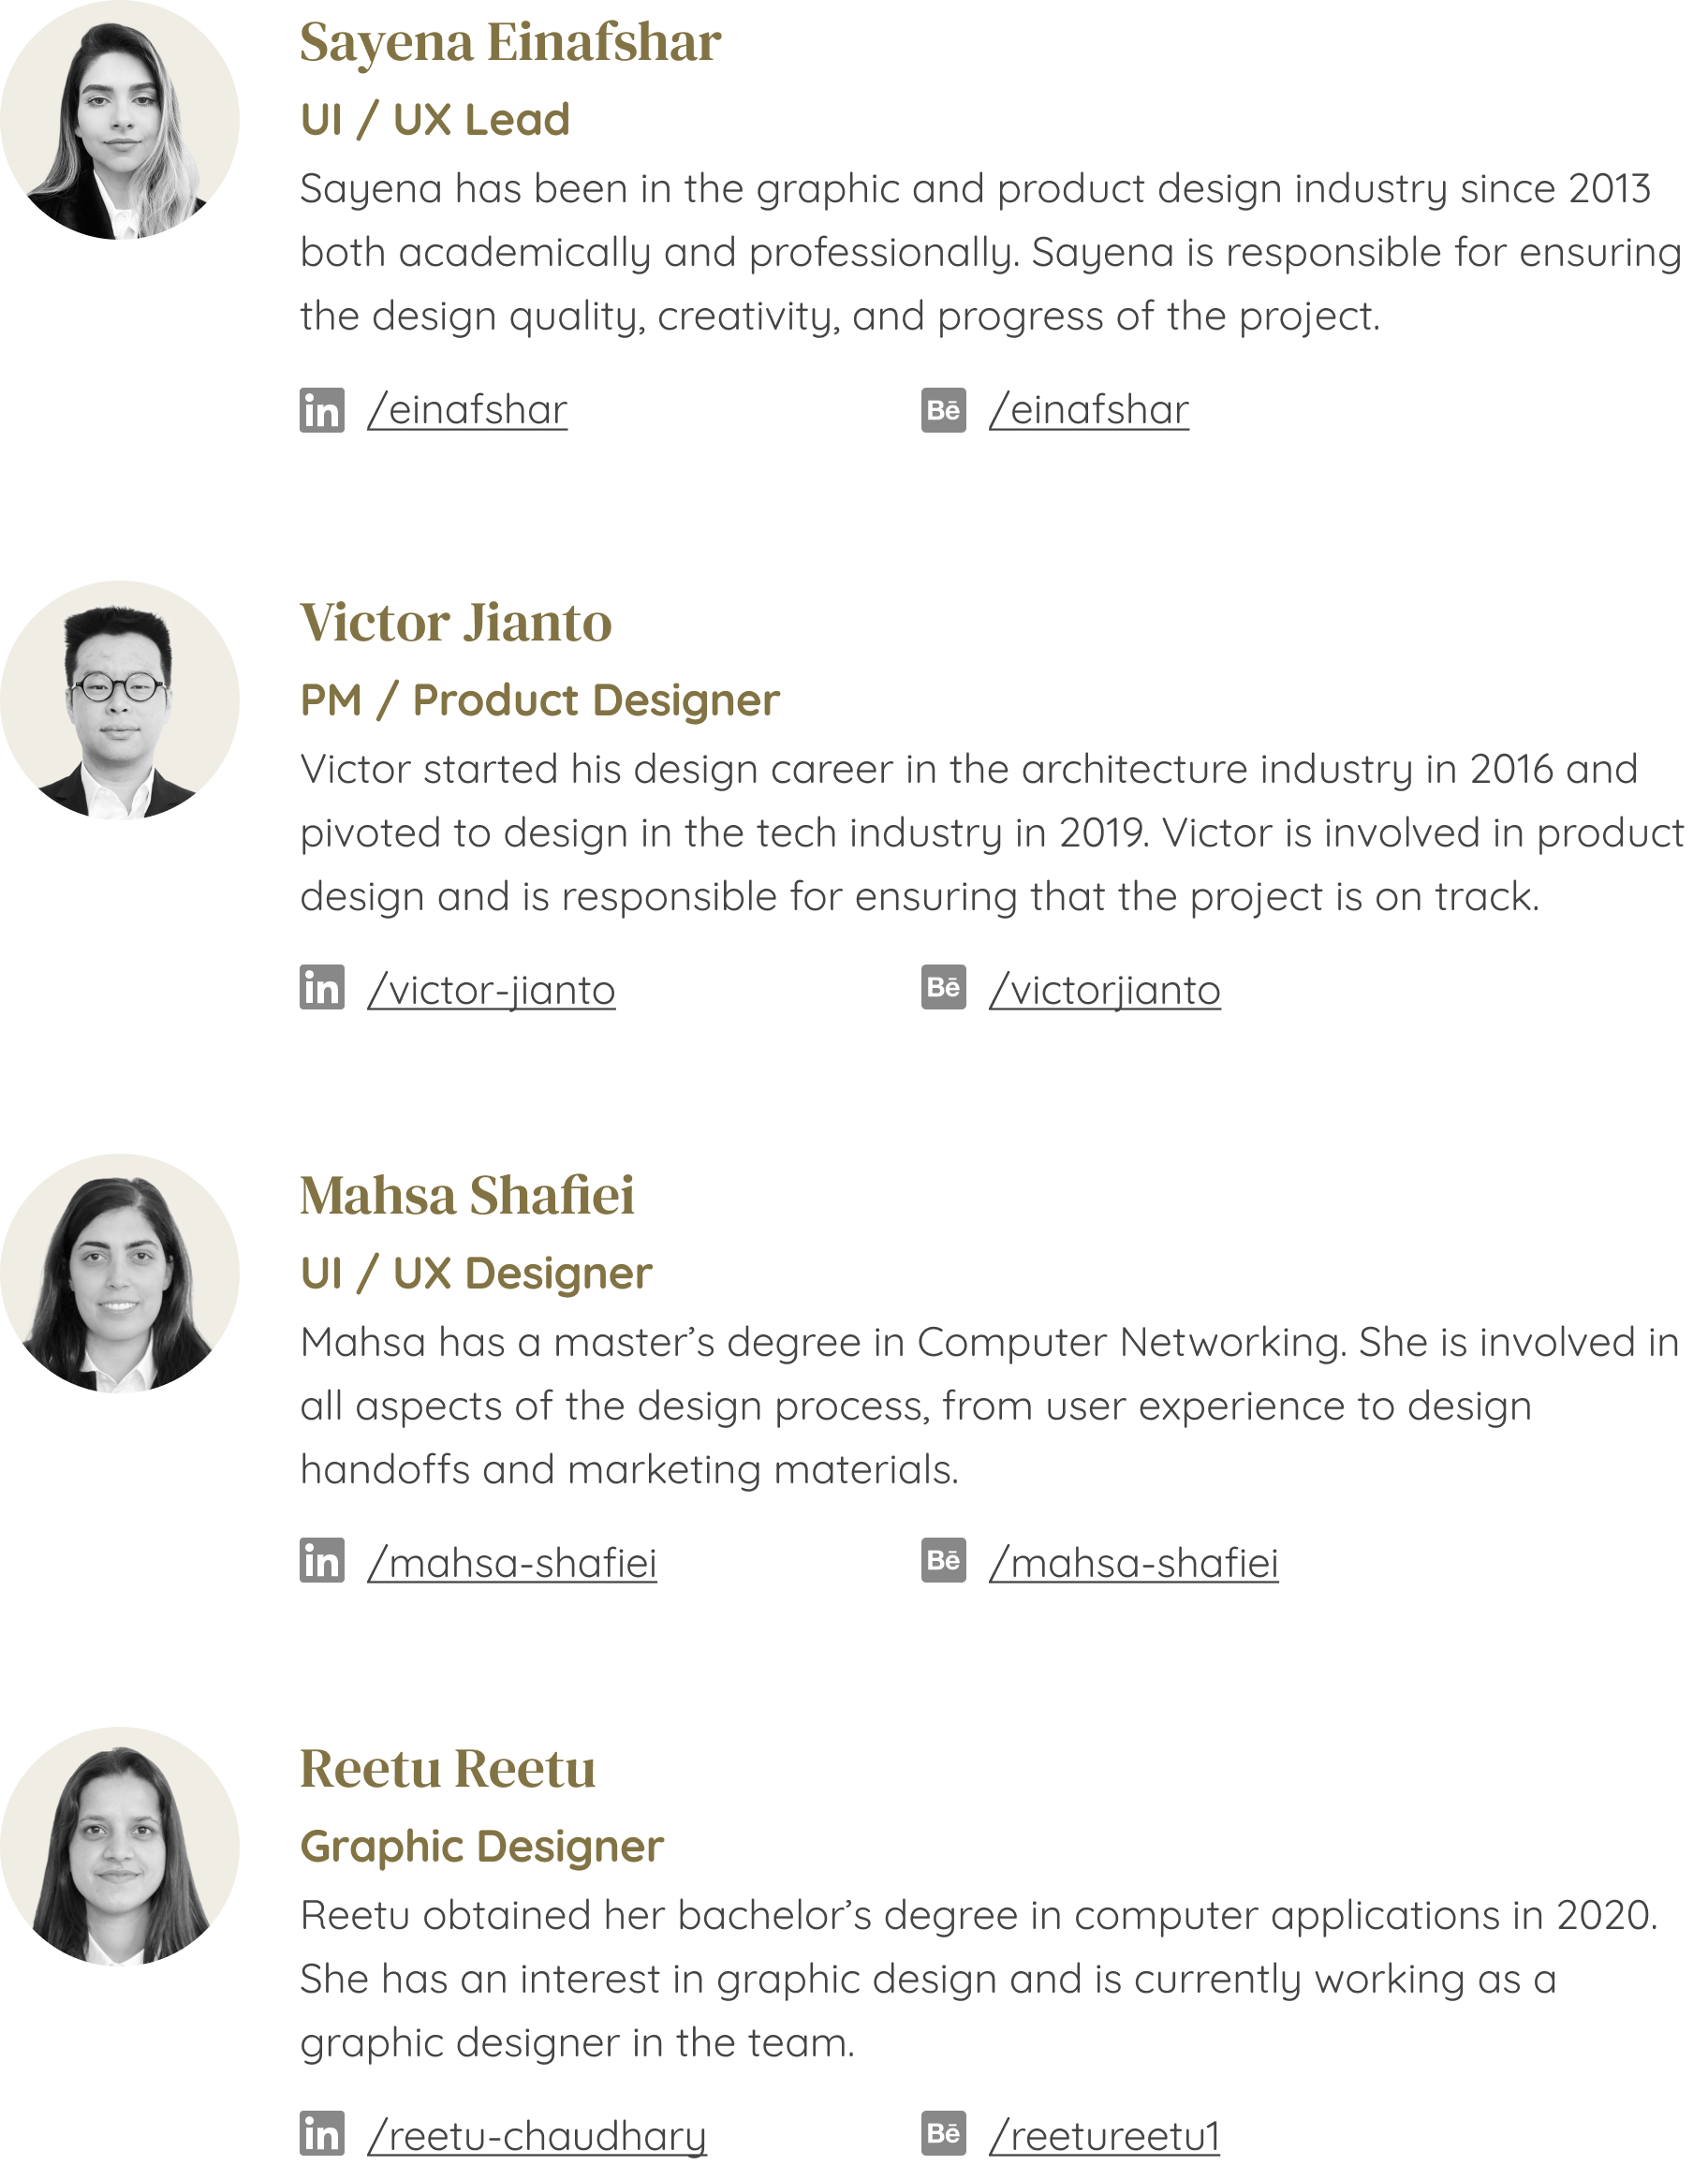 Sayena Einafshar
UI / UX Lead
Sayena has been in the graphic and product design industry since 2013
both academically and professionally. Sayena is responsible for ensuring
the design quality, creativity, and progress of the project.
in /einafshar Bē /einafshar
Victor Jianto
PM / Product Designer
Victor started his design career in the architecture industry in 2016 and
pivoted to design in the tech industry in 2019. Victor is involved in product
design and is responsible for ensuring that the project is on track.
in /victor-jianto Bē /victorjianto
Mahsa Shafiei
UI / UX Designer
Mahsa has a master’s degree in Computer Networking. She is involved in
all aspects of the design process, from user experience to design
handoffs and marketing materials.
in /mahsa-shafiei Bē /mahsa-shafiei
Reetu Reetu
Graphic Designer
Reetu obtained her bachelor’s degree in computer applications in 2020.
She has an interest in graphic design and is currently working as a
graphic designer in the team.
in /reetu-chaudhary Bē /reetureetu1